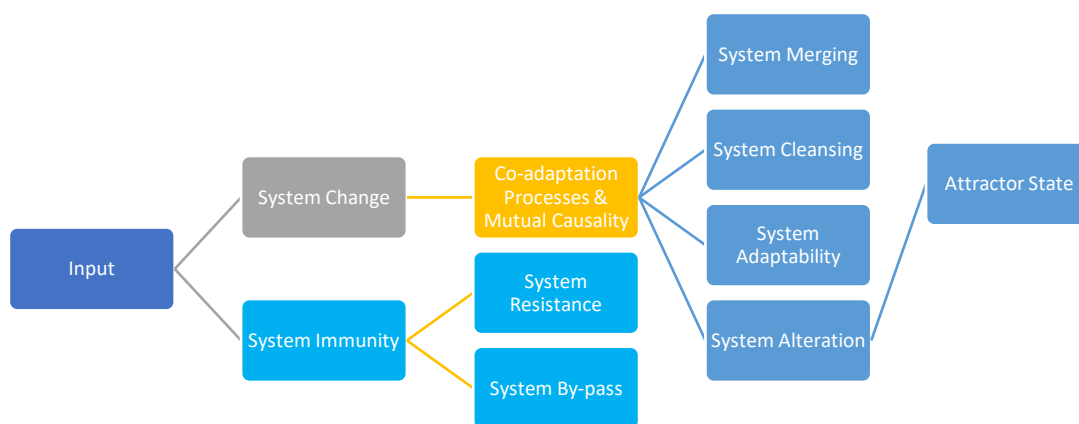 Input
System Change
System Immunity
Co-adaptation
Processes &
Mutual Causality
System
Resistance
System By-pass
System Merging
System Cleansing
System
Adaptability
System Alteration
Attractor State